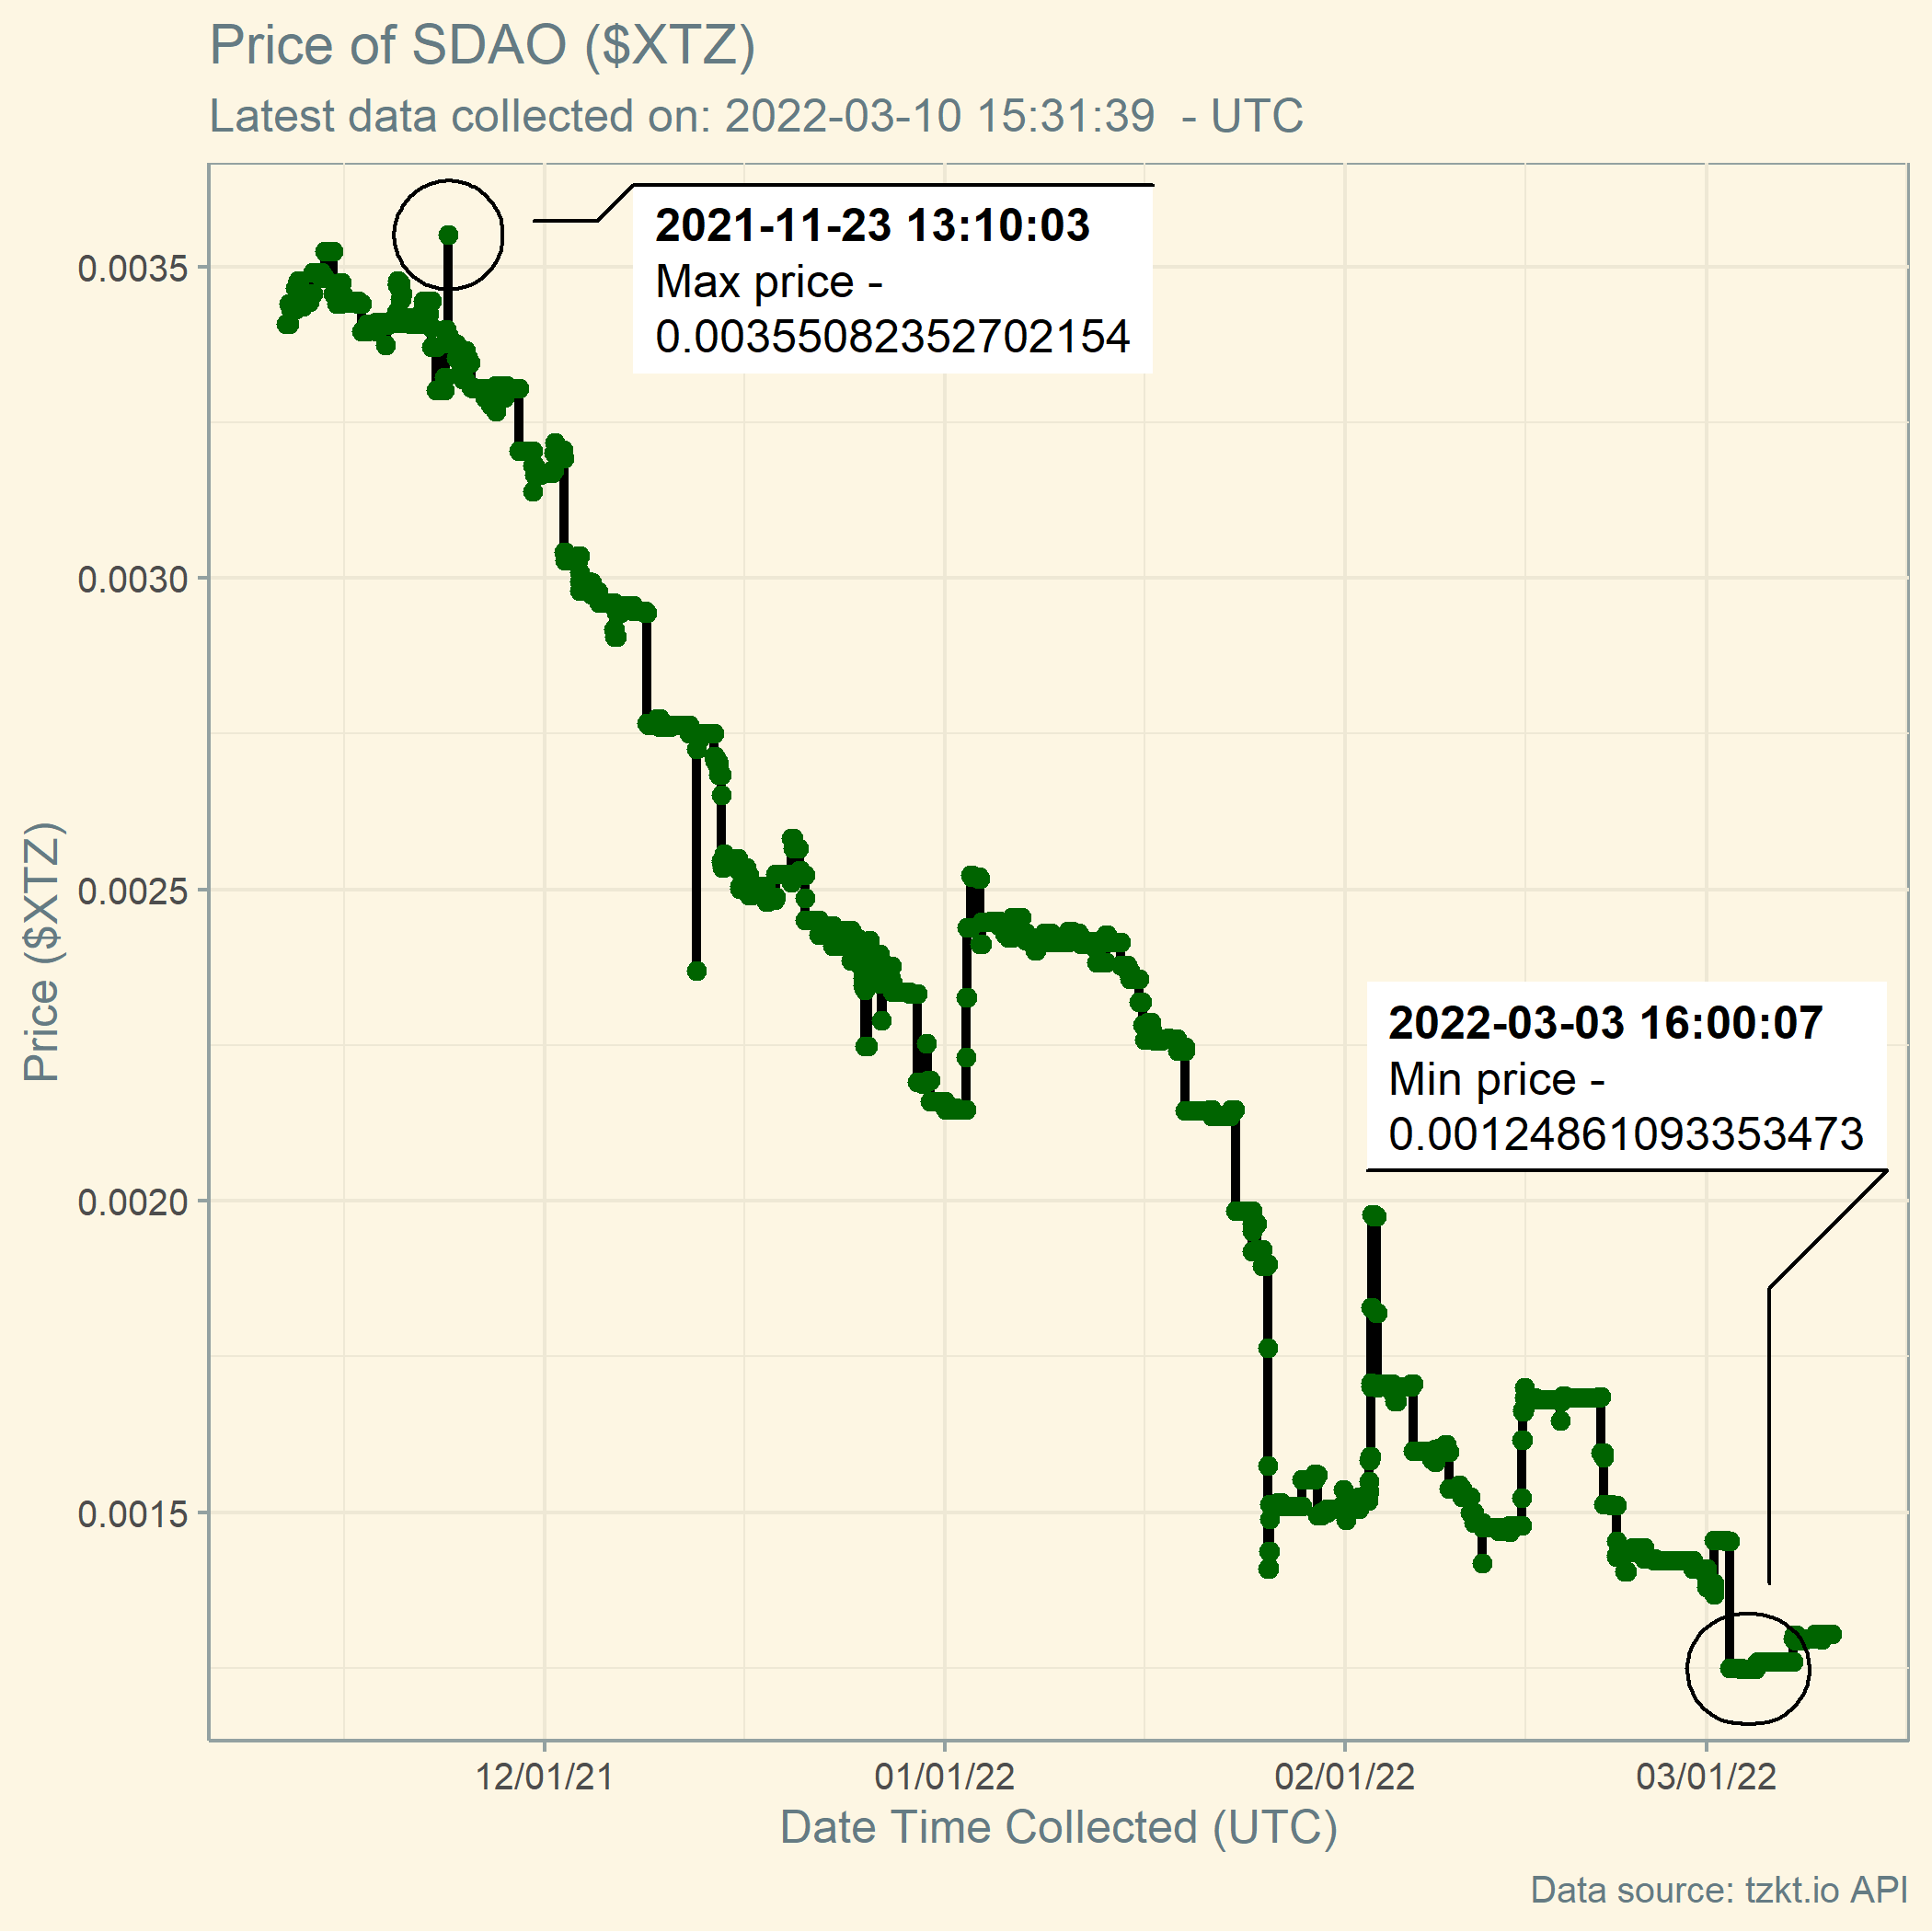 Price of SDAO ($XTZ)
Latest data collected on: 2022-03-10 15:31:39  - UTC
2021-11-23 13:10:03
Max price -
0.00355082352702154
0.0035
0.0030
0.0025
0.0020
0.0015
Price ($XTZ)
2022-03-03 16:00:07
Min price -
0.00124861093353473
12/01/21
01/01/22
02/01/22
03/01/22
Date Time Collected (UTC)
Data source: tzkt.io API